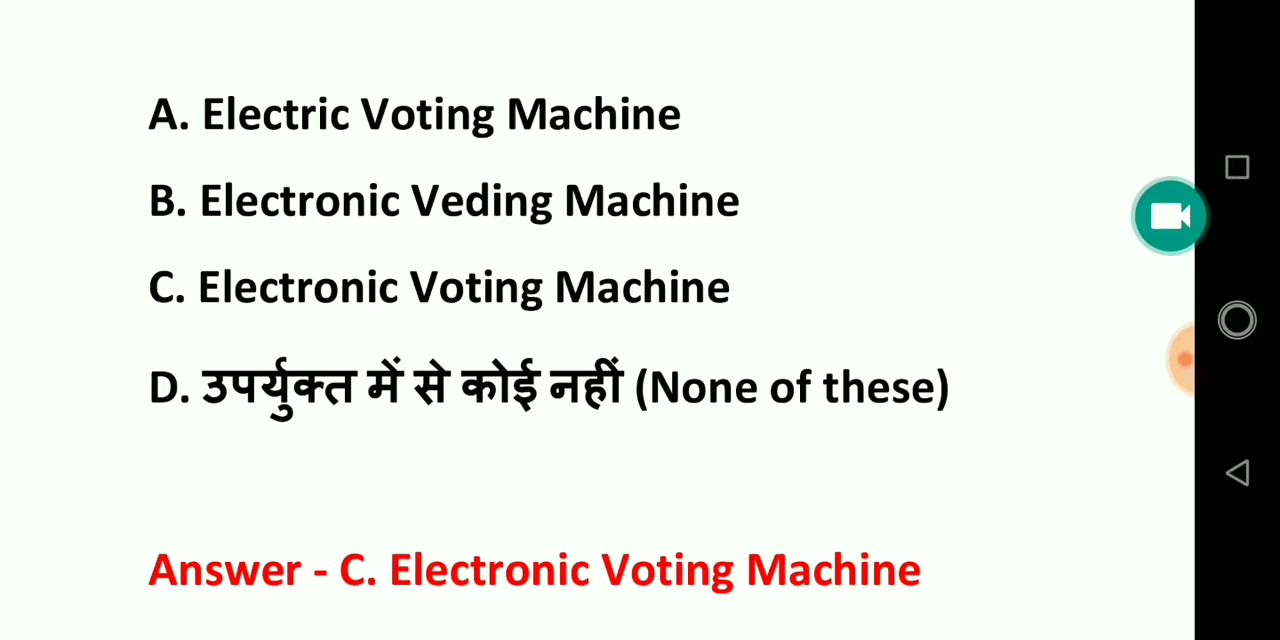 A. Electric Voting Machine
B. Electronic Veding Machine
C. Electronic Voting Machine
D. उपर्युक्त में से कोई नहीं (None of these)
Answer - C. Electronic Voting Machine